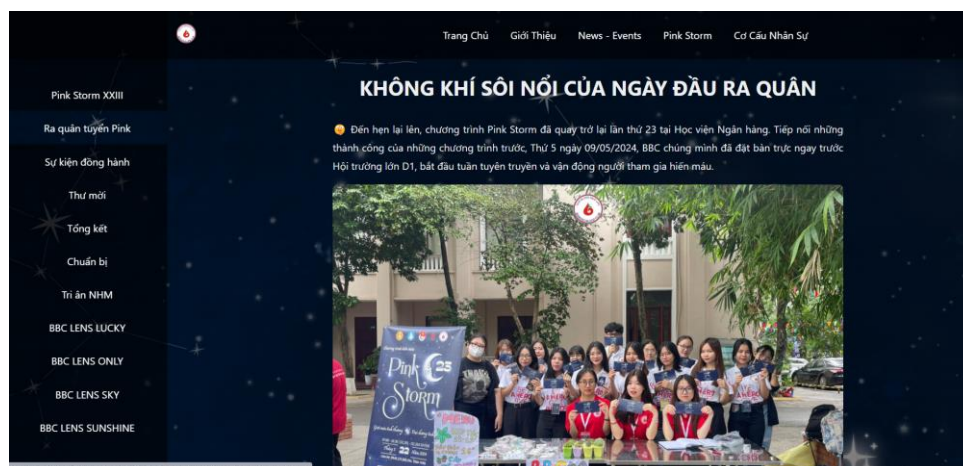 Trang Chủ
Giới Thiệu
News - Events
Pink Storm
Cơ Cấu Nhân Sự
Pink Storm XXIII
Ra quân tuyển Pink
Sự kiện đồng hành
Thư mời
Tổng kết
Chuẩn bị
Tri ân NHM
BBC LENS LUCKY
BBC LENS ONLY
BBC LENS SKY
BBC LENS SUNSHINE
KHÔNG KHÍ SÔI NỔI CỦA NGÀY ĐẦU RA QUÂN
Đến hẹn lại lên, chương trình Pink Storm đã quay trở lại lần thứ 23 tại Học viện Ngân hàng. Tiếp nối những
thành công của những chương trình trước, Thứ 5 ngày 09/05/2024, BBC chúng mình đã đặt bàn trực ngay trước
Hội trường lớn D1, bắt đầu tuần tuyên truyền và vận động người tham gia hiến máu.
Pink 23
Storm